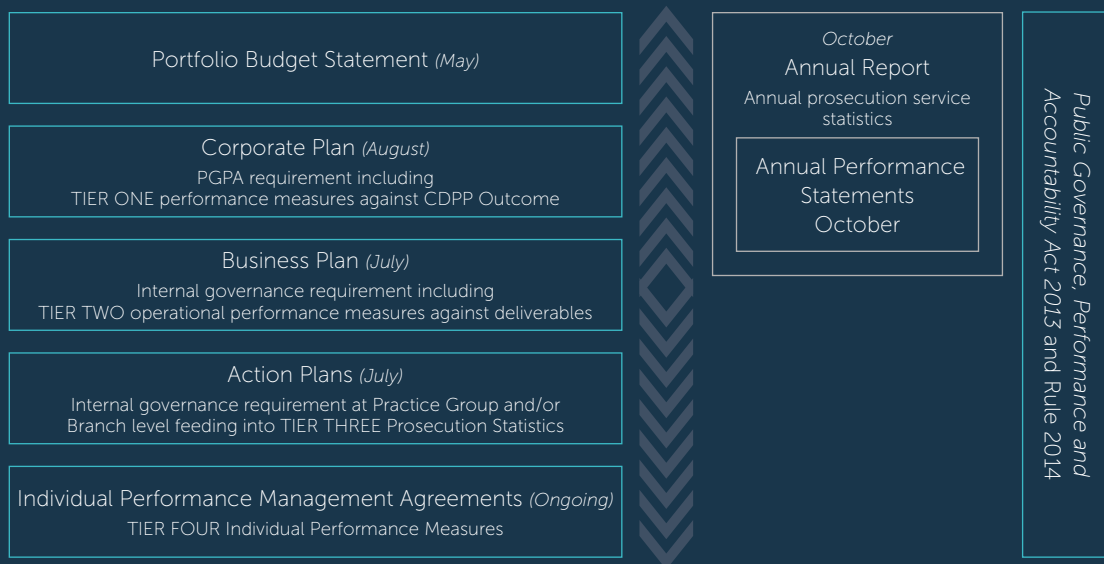 Portfolio Budget Statement (May)
Corporate Plan (August)
PGPA requirement including
TIER ONE performance measures against CDPP Outcome
Business Plan (July)
Internal governance requirement including
TIER TWO operational performance measures against deliverables
Action Plans (July)
Internal governance requirement at Practice Group and/or
Branch level feeding into TIER THREE Prosecution Statistics
Individual Performance Management Agreements (Ongoing)
TIER FOUR Individual Performance Measures
October
Annual Report
Annual prosecution service
statistics
Annual Performance
Statements
October
Public Governance, Performance and
Accountability Act 2013 and Rule 2014